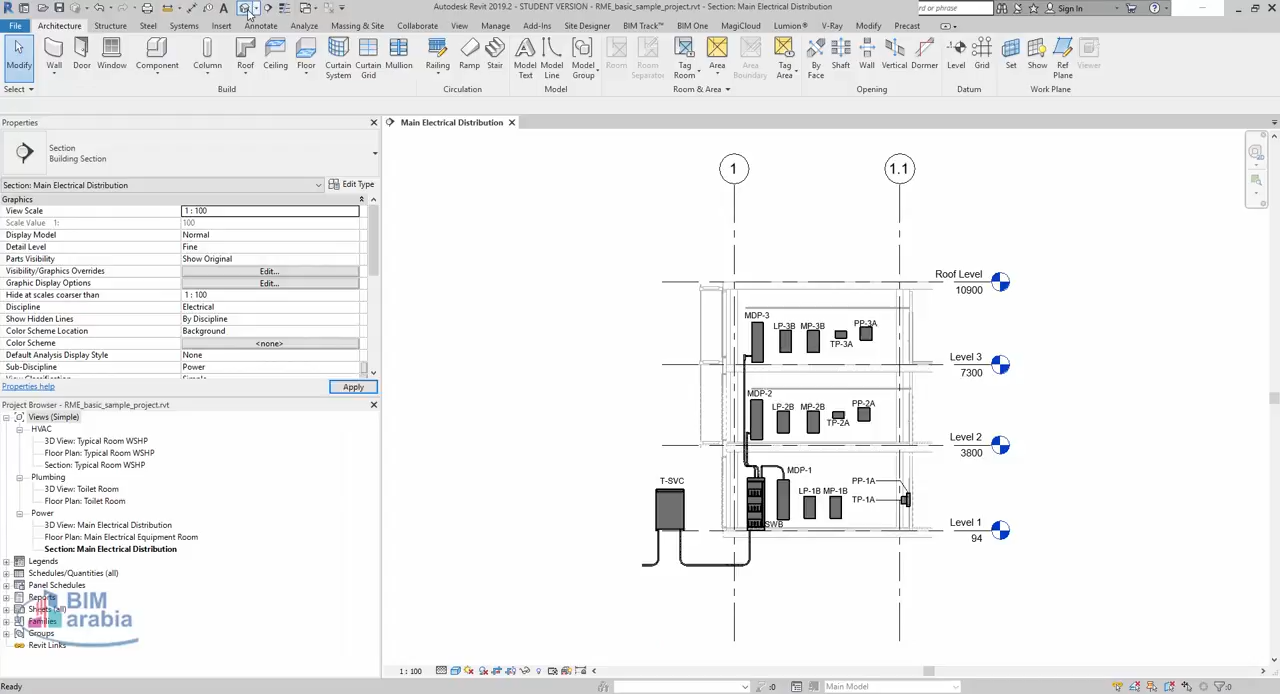 Autodesk Revit 2019.2 - STUDENT VERSION - RME_basic_sample_project.rvt - Section: Main Electrical Distribution
or phrase
Sign In
File Architecture Structure Steel Systems Insert Annotate Analyze Massing & Site Collaborate View Manage Add-Ins Site Designer BIM Track™ BIM One MagiCloud Lumion® V-Ray Modify Precast
Modify Wall Door Window Component Column Roof Ceiling Floor Curtain System Curtain Grid Mullion Railing Ramp Stair Model Text Model Line Model Group Room Room Separator Tag Room Area Area Boundary Tag Area By Face Shaft Wall Vertical Dormer Level Grid Set Show Ref Plane Viewer
Select Build Circulation Model Room & Area Opening Datum Work Plane
Properties
Main Electrical Distribution
Section
Building Section
Section: Main Electrical Distribution Edit Type
Graphics
View Scale 1 : 100
Scale Value 1: 100
Display Model Normal
Detail Level Fine
Parts Visibility Show Original
Visibility/Graphics Overrides Edit...
Graphic Display Options Edit...
Hide at scales coarser than 1 : 100
Discipline Electrical
Show Hidden Lines By Discipline
Color Scheme Location Background
Color Scheme <none>
Default Analysis Display Style None
Sub-Discipline Power
Properties help Apply
Project Browser - RME_basic_sample_project.rvt
Views (Simple)
HVAC
3D View: Typical Room WSHP
Floor Plan: Typical Room WSHP
Section: Typical Room WSHP
Plumbing
3D View: Toilet Room
Floor Plan: Toilet Room
Power
3D View: Main Electrical Distribution
Floor Plan: Main Electrical Equipment Room
Section: Main Electrical Distribution
Legends
Schedules/Quantities (all)
Panel Schedules
Reports
Sheets (all)
Families
Groups
Revit Links
BIM
arabia
1 1.1
Roof Level
10900
MDP-3 LP-3B MP-3B TP-3A PP-3A
Level 3
7300
MDP-2 LP-2B MP-2B TP-2A PP-2A
Level 2
3800
T-SVC MDP-1 LP-1B MP-1B PP-1A
TP-1A
SWB
Level 1
94
1 : 100
Ready
:0
Main Model
:0